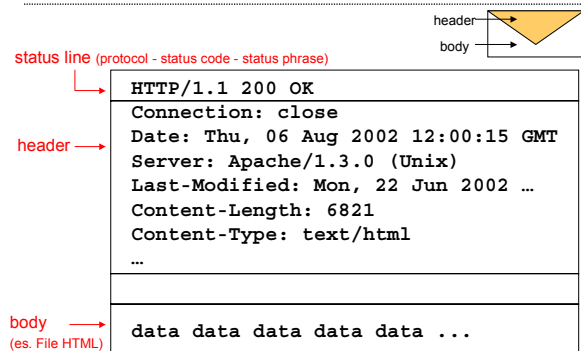 header
body
status line (protocol - status code - status phrase)
HTTP/1.1 200 OK
Connection: close
Date: Thu, 06 Aug 2002 12:00:15 GMT
header
Server: Apache/1.3.0 (Unix)
Last-Modified: Mon, 22 Jun 2002 …
Content-Length: 6821
Content-Type: text/html
…
body
(es. File HTML)
data data data data data ...